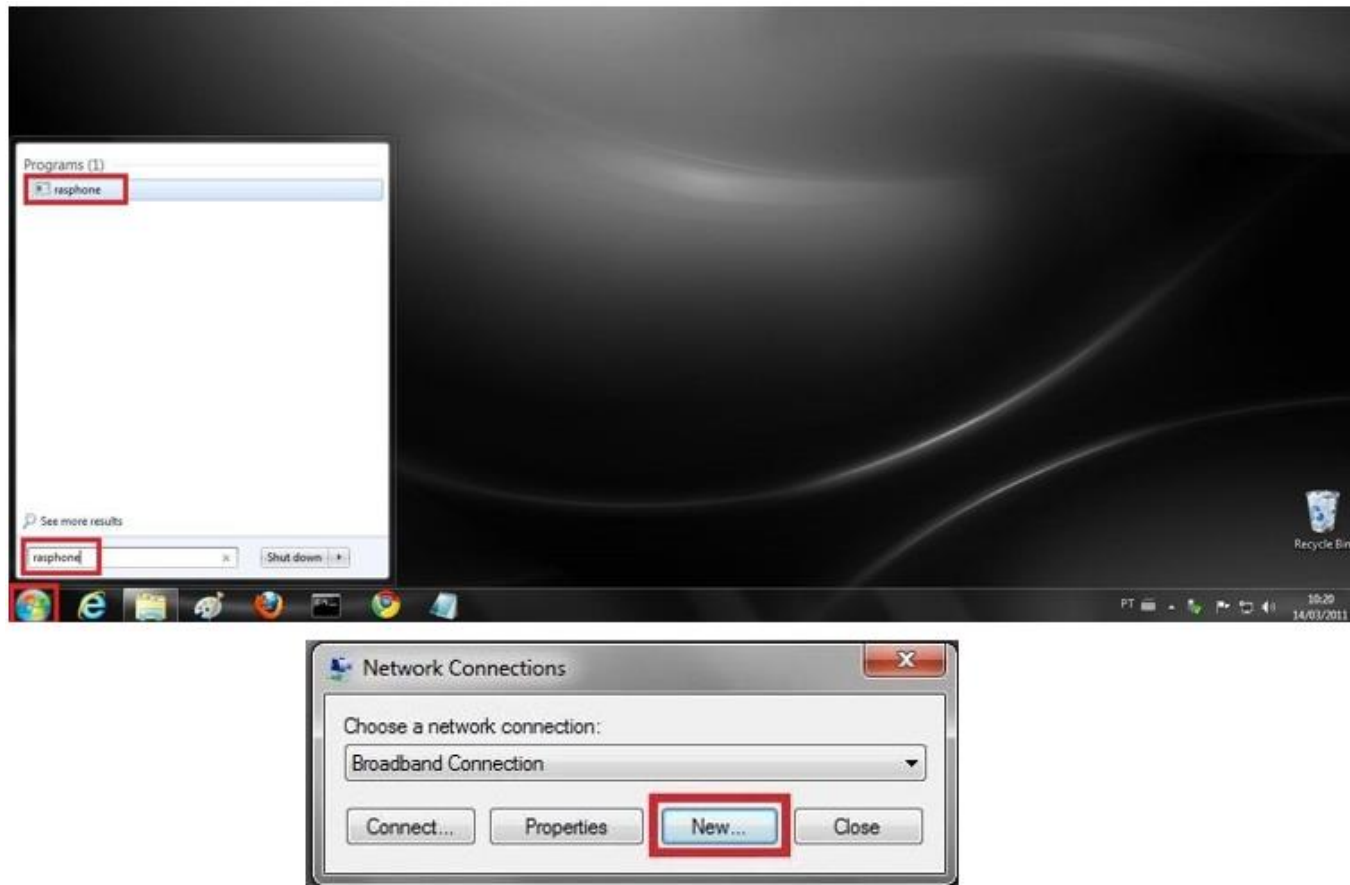 Programs (1)
rasphone
See more results
rasphone
Shut down
Recycle Bin
PT
10:20
14/03/2011
Network Connections
Choose a network connection:
Broadband Connection
Connect... Properties New... Close